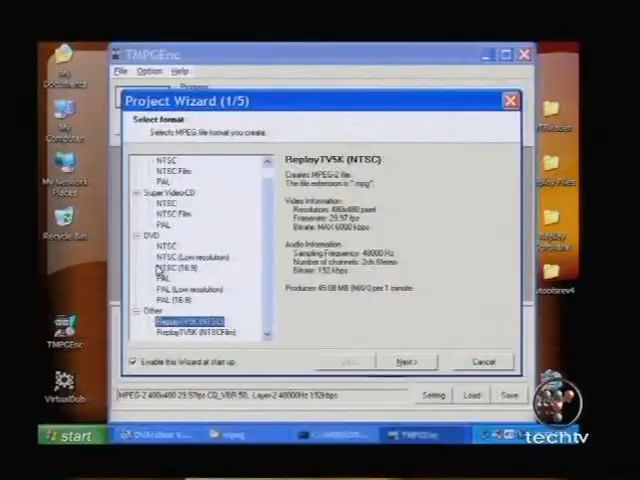 TMPGEnc
File Option Help
Project Wizard (1/5)
Select format
Selects MPEG file format you create.
NTSC
NTSC Film
PAL
Super Video-CD
NTSC
NTSC Film
PAL
DVD
NTSC
NTSC (Low resolution)
NTSC (16:9)
PAL
PAL (Low resolution)
PAL (16:9)
Other
ReplayTV5K (NTSC)
ReplayTV5K (NTSCFilm)
ReplayTV5K (NTSC)
Creates MPEG-2 file.
The file extension is ".mpg".
Video Information
Resolution: 480x480 pixel
Framerate: 29.97 fps
Bitrate: MAX 6000 kbps
Audio Information
Sampling Frequency: 48000 Hz
Number of channels: 2ch Stereo
Bitrate: 192 kbps
Produces 45.08 MB (MAX) per 1 minute
Enable this Wizard at start up.
Next>
Cancel
MPEG-2 480x480 29.97fps CQ_VBR 50, Layer-2 48000Hz 192kbps
Setting
Load
Save
My Documents
My Computer
My Network Places
Recycle Bin
TMPGEnc
VirtualDub
Replay Files
start
TMPGEnc
techtv